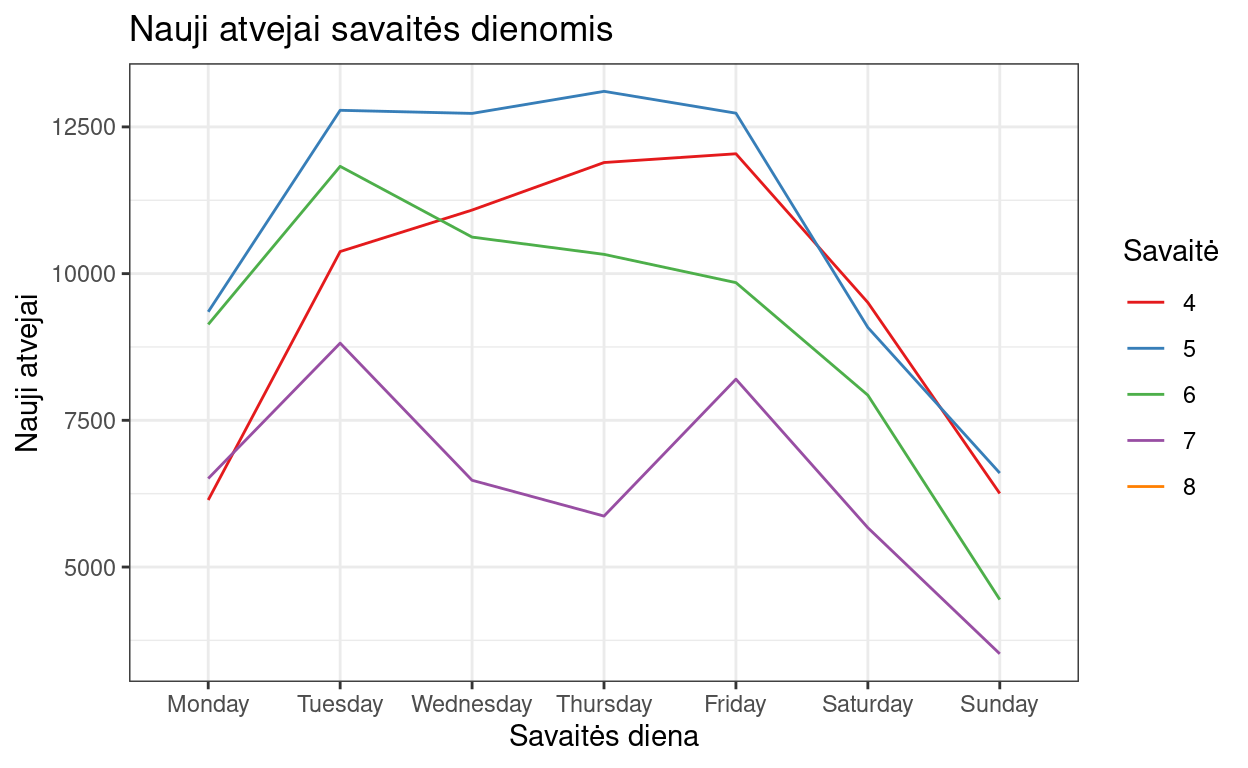 Nauji atvejai savaitės dienomis
Nauji atvejai
12500
10000
7500
5000
Monday Tuesday Wednesday Thursday Friday Saturday Sunday
Savaitės diena
Savaitė
4
5
6
7
8